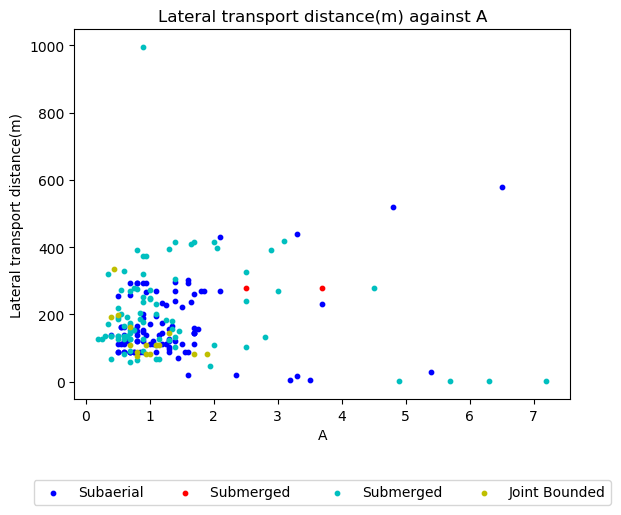 Lateral transport distance(m) against A
Lateral transport distance(m)
1000
800
600
400
200
0
0 1 2 3 4 5 6 7
A
Subaerial Submerged Submerged Joint Bounded